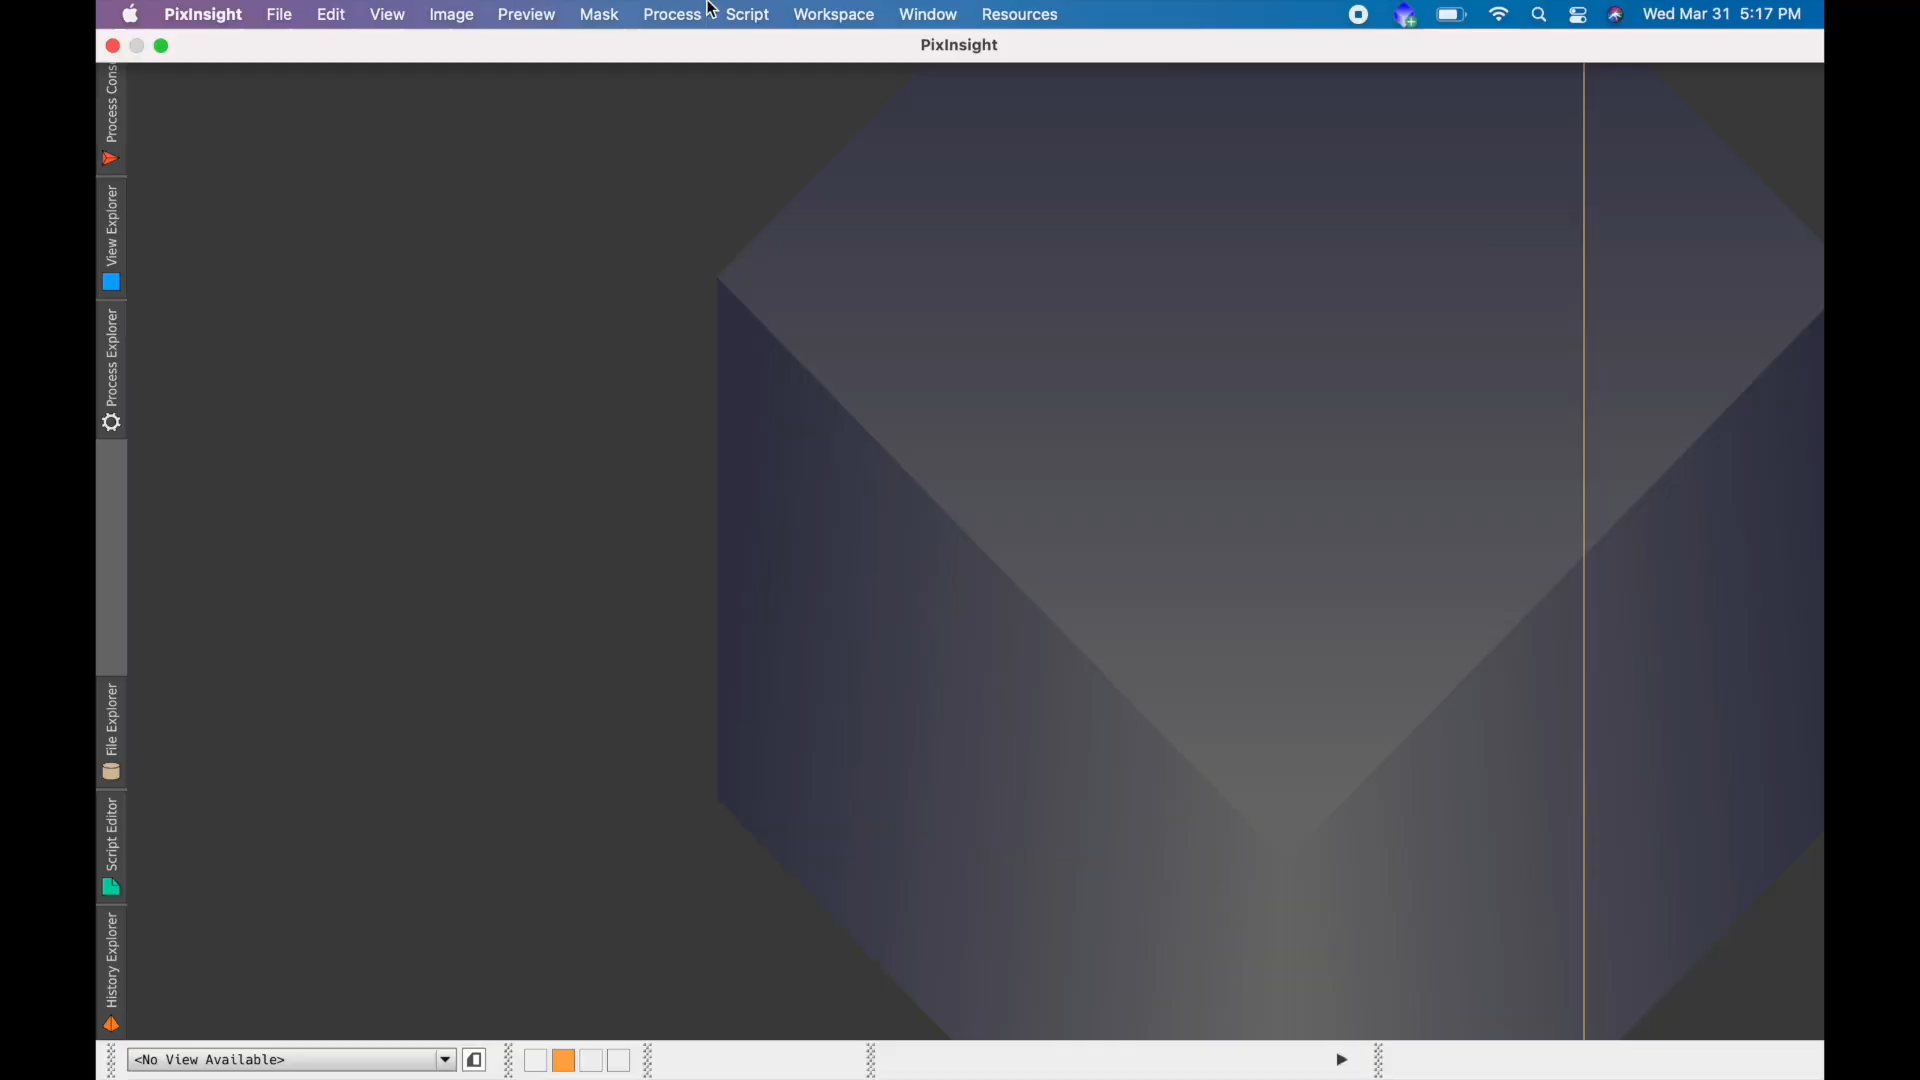 PixInsight File Edit View Image Preview Mask Process Script Workspace Window Resources Wed Mar 31 5:17 PM
PixInsight
Process Cons
View Explorer
Process Explorer
File Explorer
Script Editor
History Explorer
<No View Available>